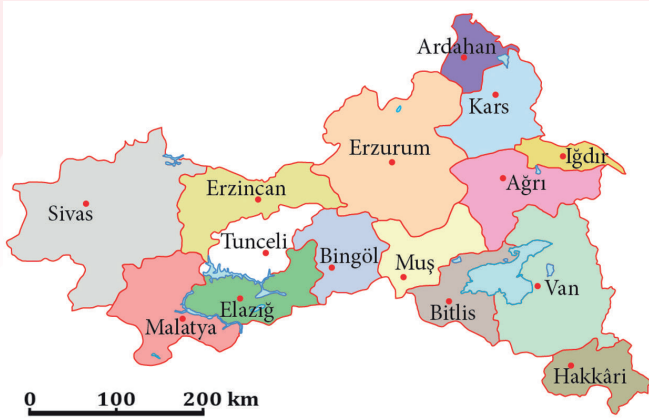 Ardahan
Kars
Erzurum
Iğdır
Ağrı
Erzincan
Sivas
Tunceli
Bingöl
Muş
Van
Elazığ
Bitlis
Malatya
Hakkâri
0 100 200 km